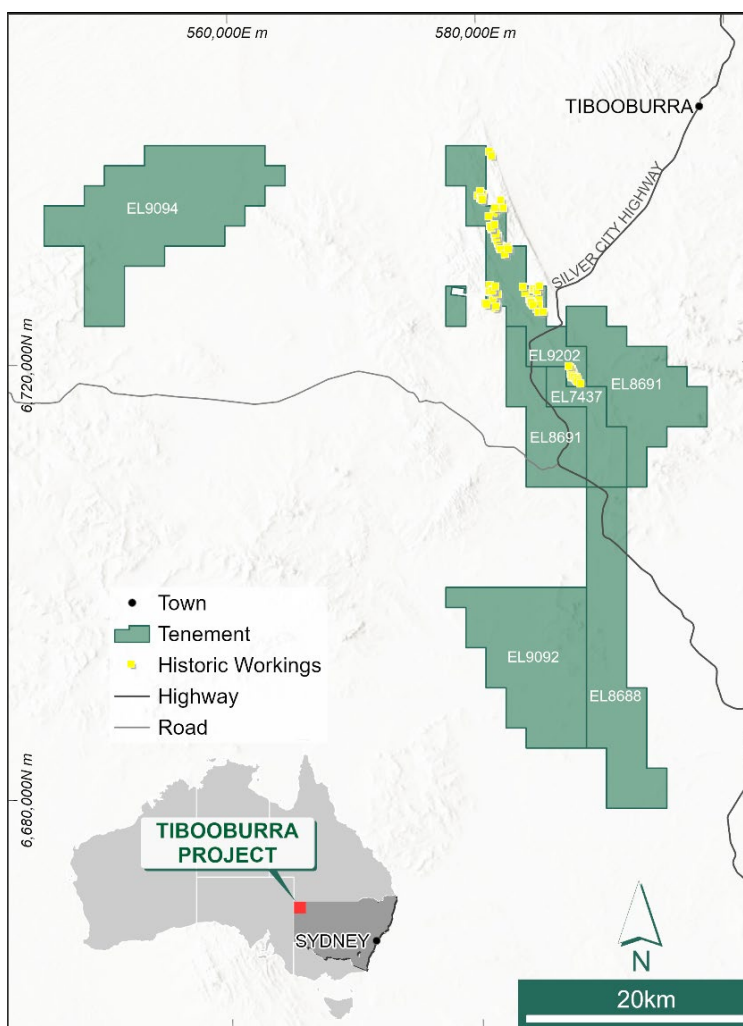 560,000E m
580,000E m
TIBOOBURRA
SILVER CITY HIGHWAY
EL9094
6,720,000N m
EL9202
EL7437
EL8691
EL8691
Town
Tenement
Historic Workings
Highway
Road
EL9092
EL8688
6,680,000N m
TIBOOBURRA
PROJECT
SYDNEY
N
20km